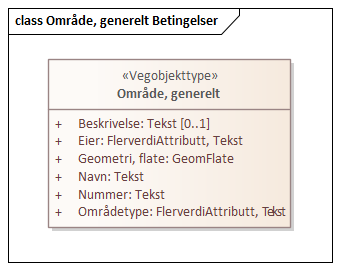 class Område, generelt Betingelser
«Vegobjekttype»
Område, generelt
+ Beskrivelse: Tekst [0..1]
+ Eier: FlerverdiAttributt, Tekst
+ Geometri, flate: GeomFlate
+ Navn: Tekst
+ Nummer: Tekst
+ Områdetype: FlerverdiAttributt, Tekst